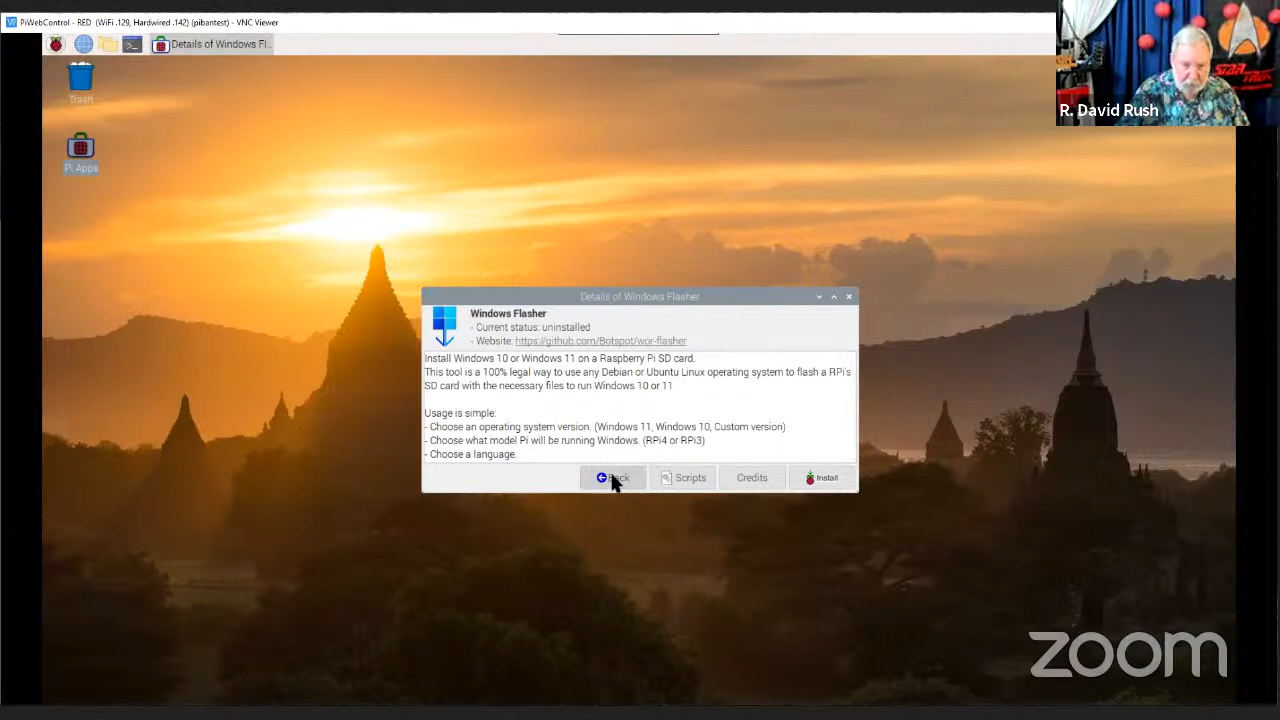 PiWebControl - RED (WiFi .129, Hardwired .142) (pibantest) - VNC Viewer
Details of Windows Fl...
Trash
Pi Apps
STAR TREK
R. David Rush
Details of Windows Flasher
Windows Flasher
- Current status: uninstalled
- Website: https://github.com/Botspot/wor-flasher
Install Windows 10 or Windows 11 on a Raspberry Pi SD card.
This tool is a 100% legal way to use any Debian or Ubuntu Linux operating system to flash a RPi's
SD card with the necessary files to run Windows 10 or 11
Usage is simple:
- Choose an operating system version. (Windows 11, Windows 10, Custom version)
- Choose what model Pi will be running Windows. (RPi4 or RPi3)
- Choose a language.
Back
Scripts
Credits
Install
zoom